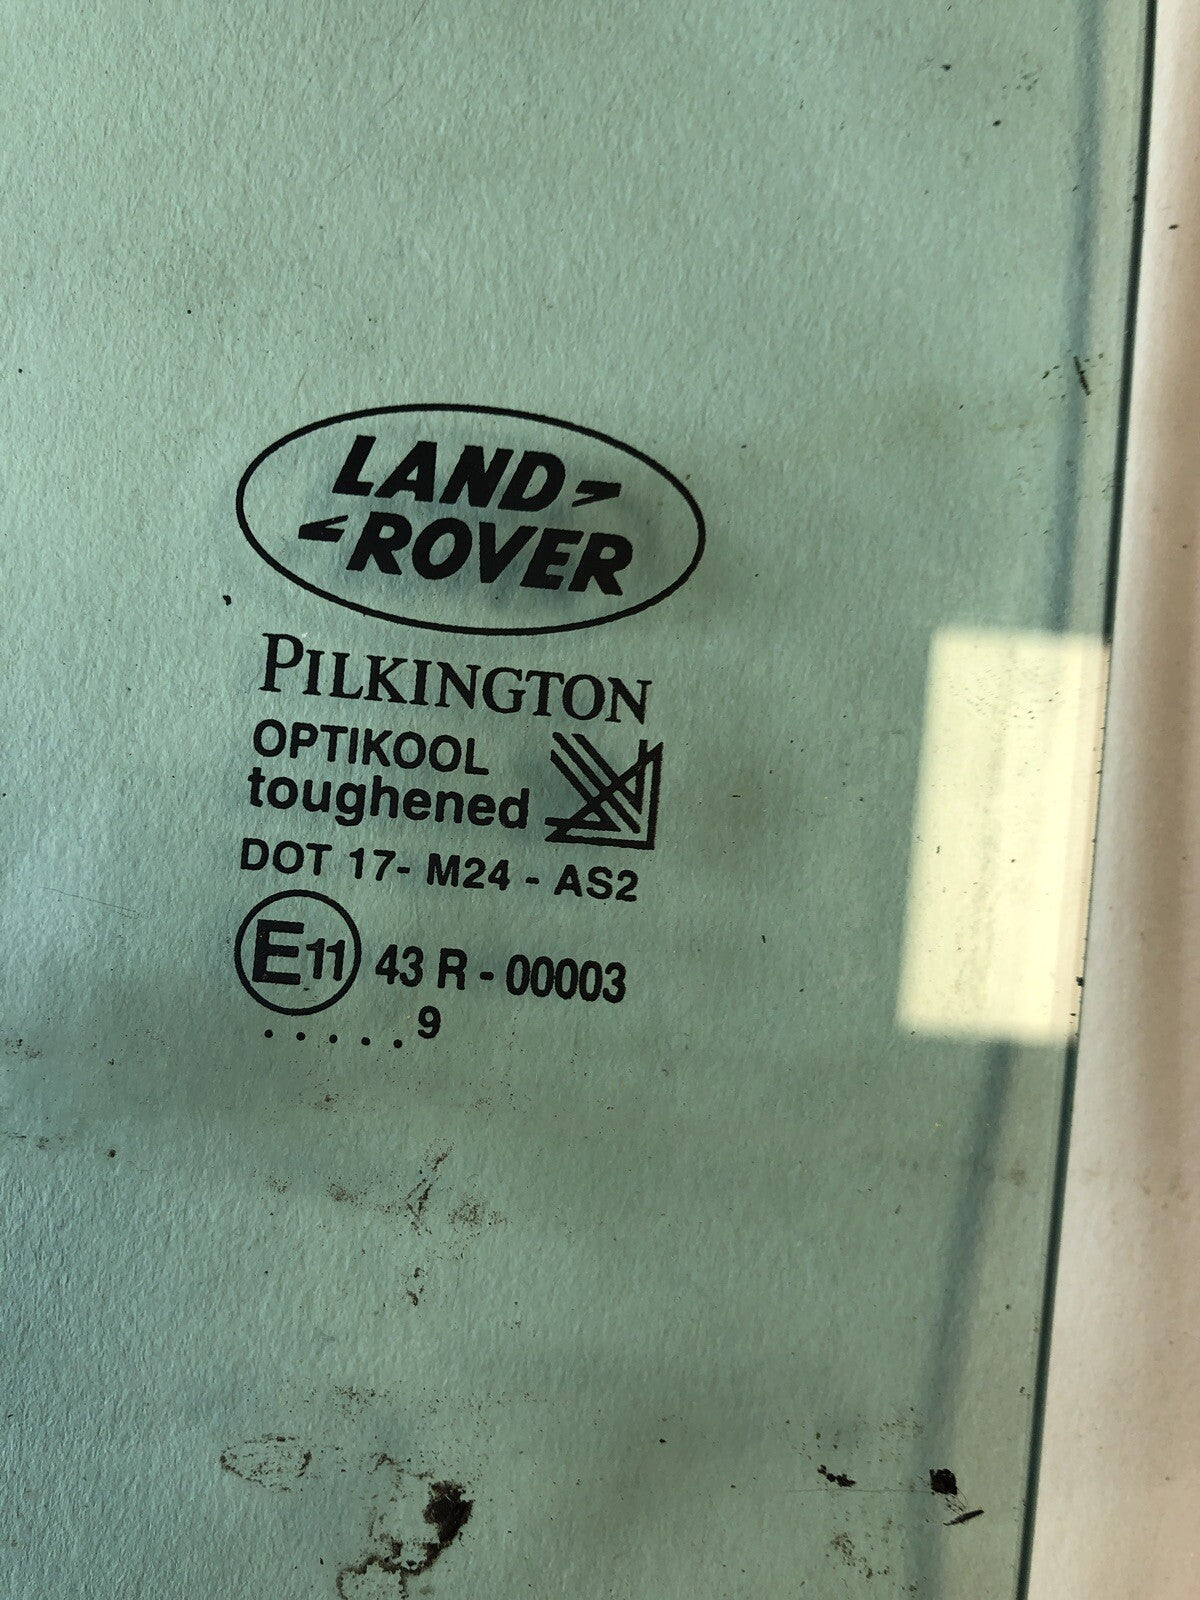 LAND
ROVER
PILKINGTON
OPTIKOOL
toughened
DOT 17- M24 - AS2
E11 43 R - 00003
. . . . . 9